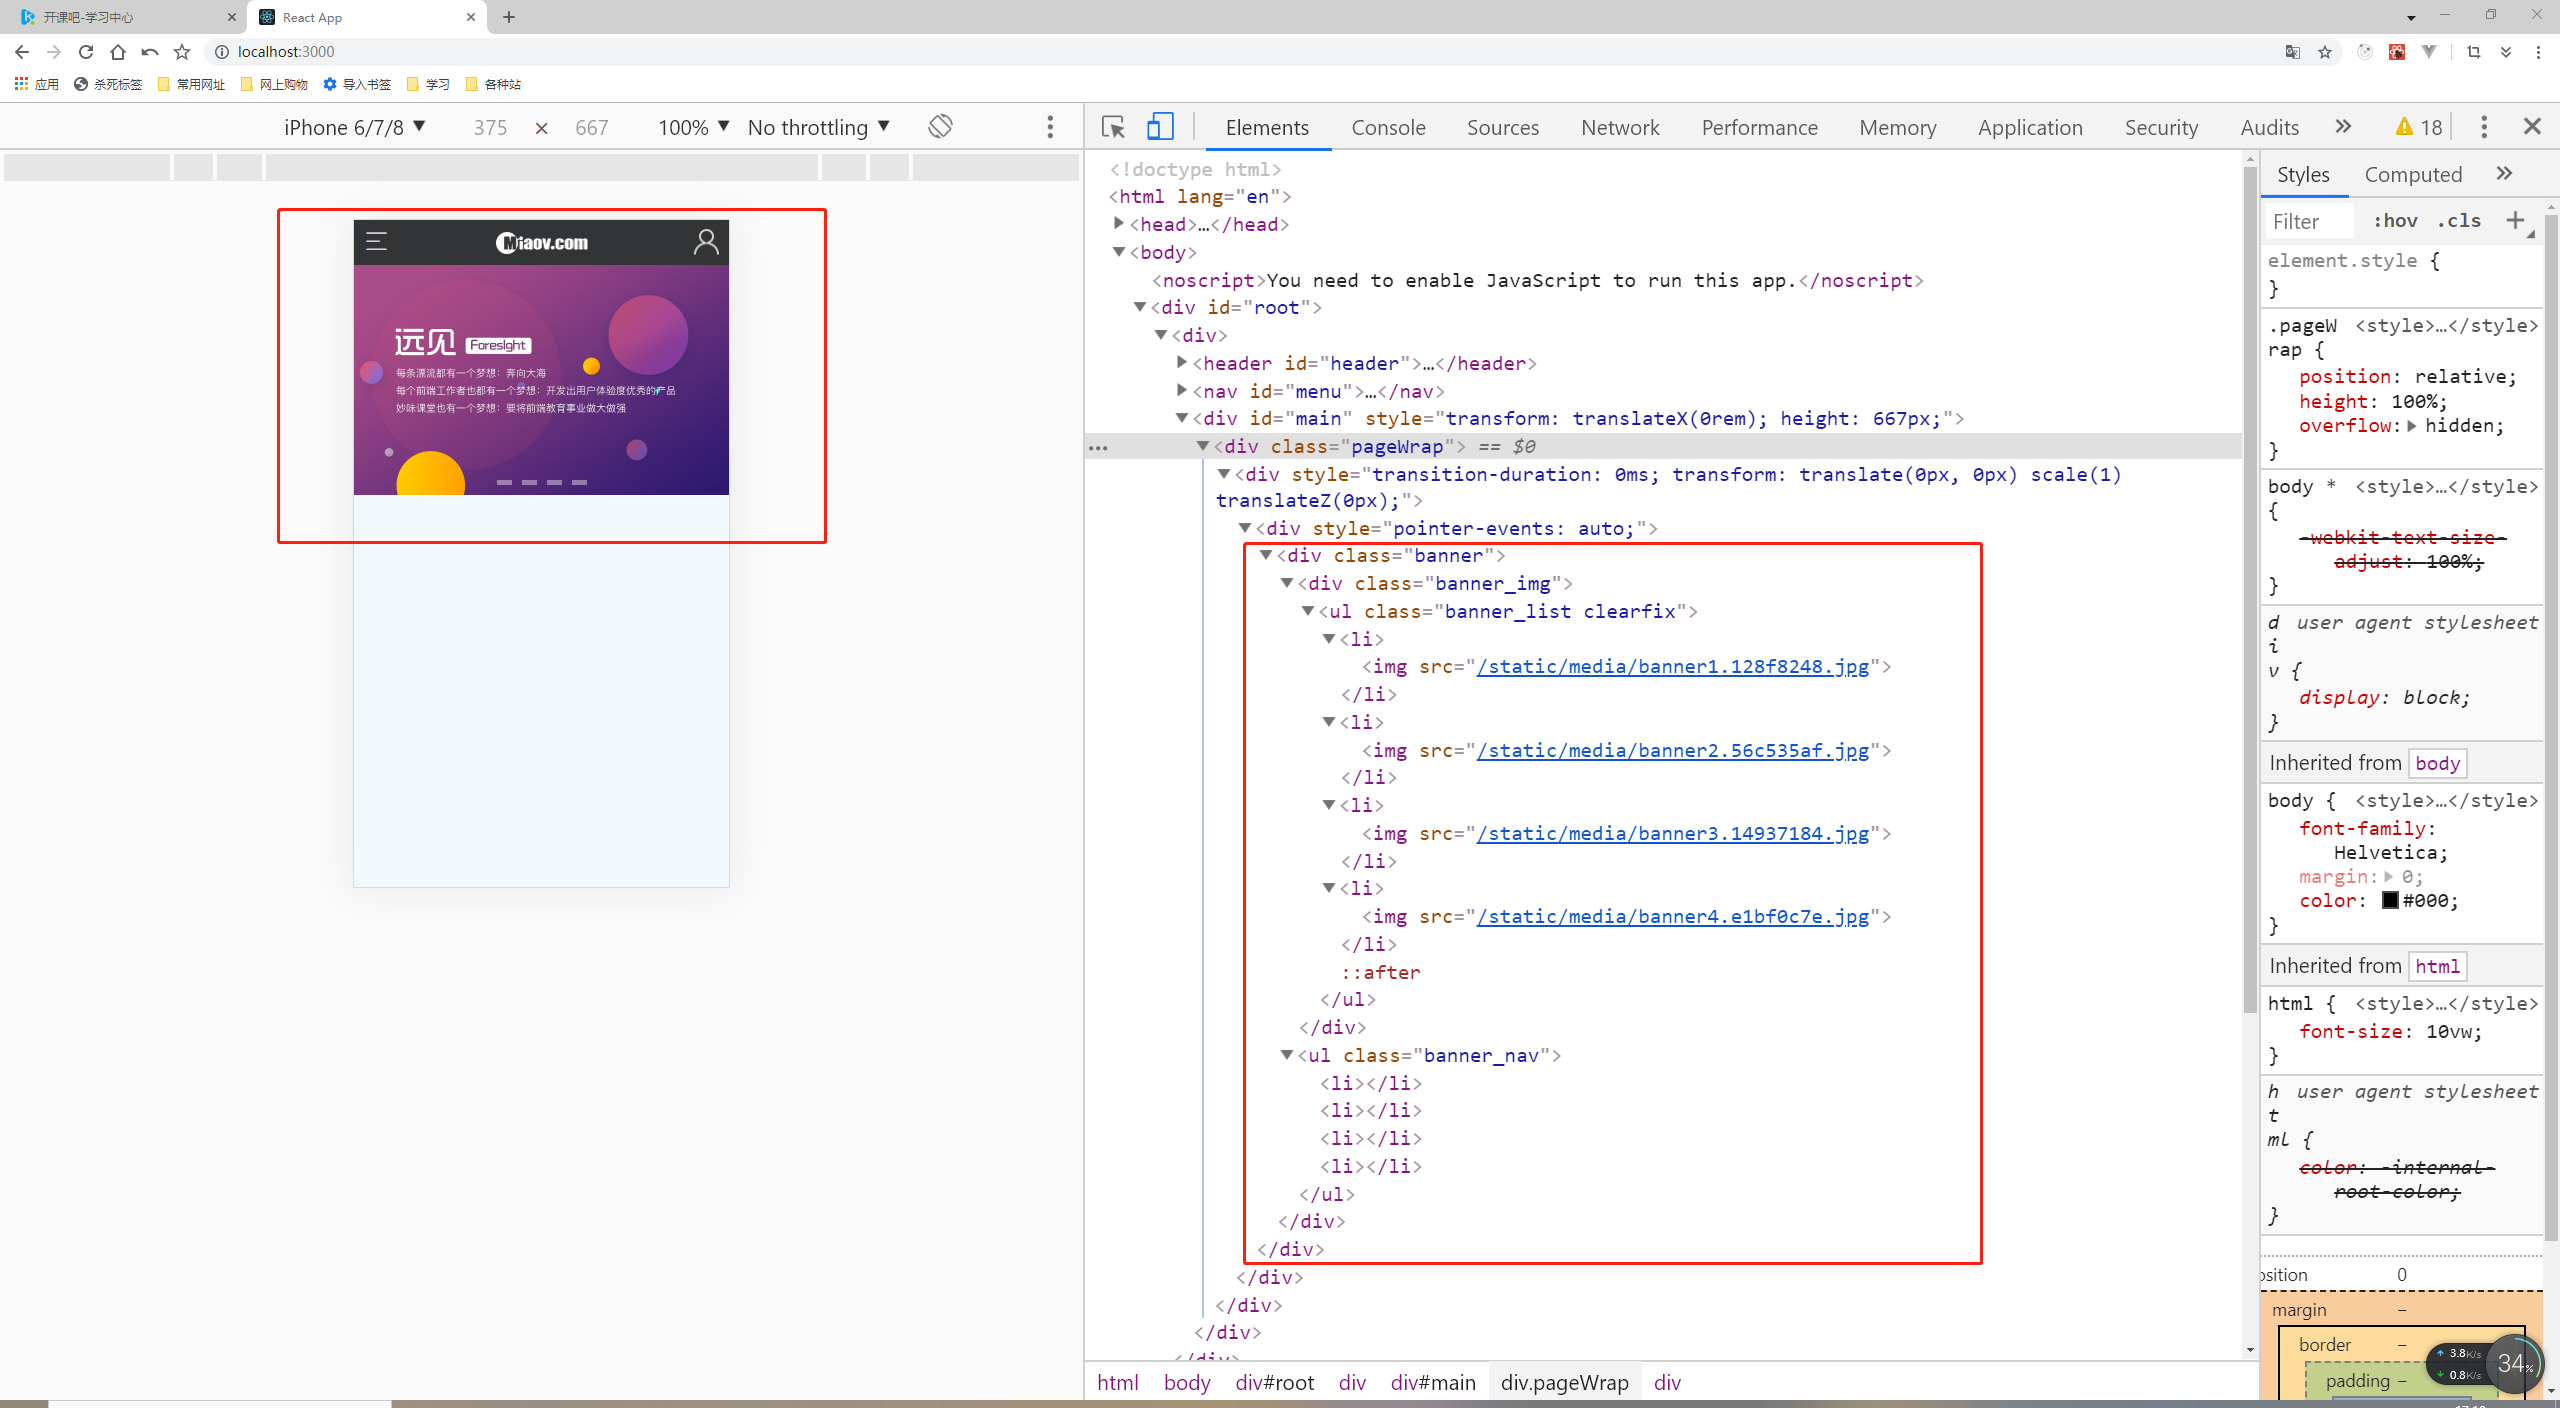 开课吧-学习中心
React App
localhost:3000
应用 杀死标签 常用网址 网上购物 导入书签 学习 各种站
iPhone 6/7/8 375 × 667 100% No throttling
Elements Console Sources Network Performance Memory Application Security Audits 18
Miaov.com
远见 Foresight
每条漂流都有一个梦想：奔向大海
每个前端工作者也都有一个梦想：开发出用户体验度优秀的产品
妙味课堂也有一个梦想：要将前端教育事业做大做强
<!doctype html>
<html lang="en">
<head>…</head>
<body>
<noscript>You need to enable JavaScript to run this app.</noscript>
<div id="root">
<div>
<header id="header">…</header>
<nav id="menu">…</nav>
<div id="main" style="transform: translateX(0rem); height: 667px;">
<div class="pageWrap"> == $0
<div style="transition-duration: 0ms; transform: translate(0px, 0px) scale(1)
translateZ(0px);">
<div style="pointer-events: auto;">
<div class="banner">
<div class="banner_img">
<ul class="banner_list clearfix">
<li>
<img src="/static/media/banner1.128f8248.jpg">
</li>
<li>
<img src="/static/media/banner2.56c535af.jpg">
</li>
<li>
<img src="/static/media/banner3.14937184.jpg">
</li>
<li>
<img src="/static/media/banner4.e1bf0c7e.jpg">
</li>
::after
</ul>
</div>
<ul class="banner_nav">
<li></li>
<li></li>
<li></li>
<li></li>
</ul>
</div>
</div>
</div>
</div>
</div>
html body div#root div div#main div.pageWrap div
Styles Computed
Filter :hov .cls
element.style {
}
.pageW <style>…</style>
rap {
position: relative;
height: 100%;
overflow: hidden;
}
body * <style>…</style>
{
-webkit-text-size-
adjust: 100%;
}
d user agent stylesheet
i
v {
display: block;
}
Inherited from body
body { <style>…</style>
font-family:
Helvetica;
margin: 0;
color: #000;
}
Inherited from html
html { <style>…</style>
font-size: 10vw;
}
h user agent stylesheet
t
ml {
color: -internal-
root-color;
}
osition 0
margin –
border –
padding –
3.8K/s
0.8K/s
34%